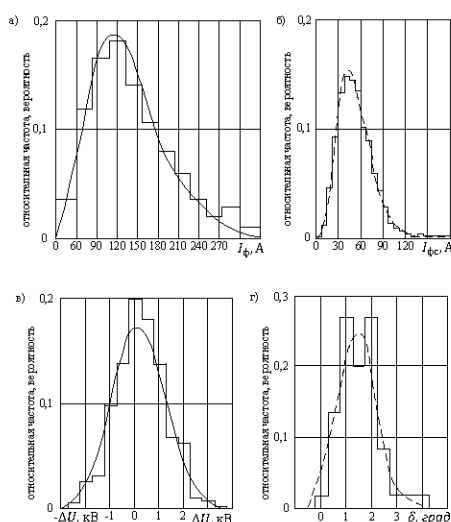 а)
относительная частота, вероятность
0,2
0,1
0
0 60 90 120 150 180 210 240 270
Iф, А
б)
относительная частота, вероятность
0,2
0,1
0
0 30 60 90 120
Iфс, А
в)
относительная частота, вероятность
0,2
0,1
0
-ΔU, кВ -1 0 1 2 ΔU, кВ
г)
относительная частота, вероятность
0,3
0,2
0,1
0
0 1 2 3 δ, град